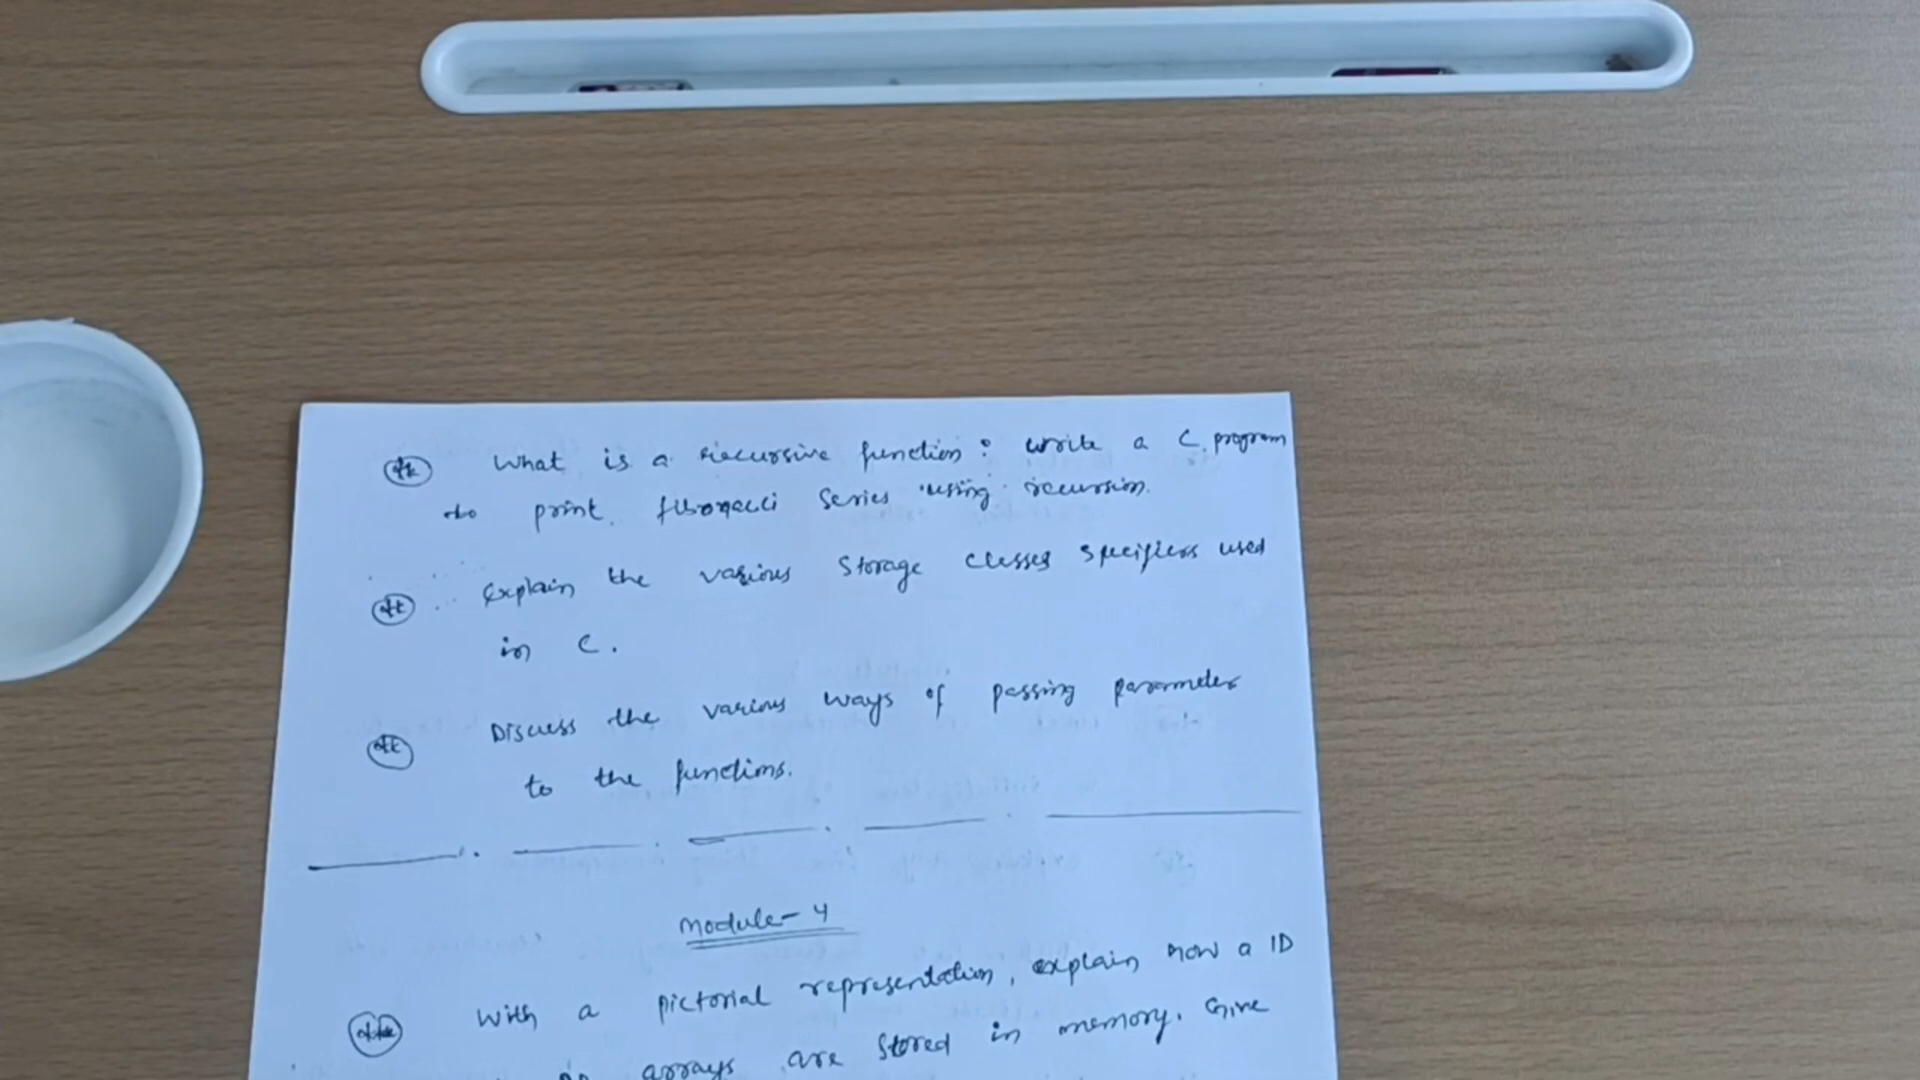 What is a recursive function: write a C program
to print fibonacci series using recursion.
explain the various storage classes specifiers used
in C.
Discuss the various ways of passing parameter
to the functions.
Module-4
With a pictorial representation, explain how a 1D
arrays are stored in memory. Give